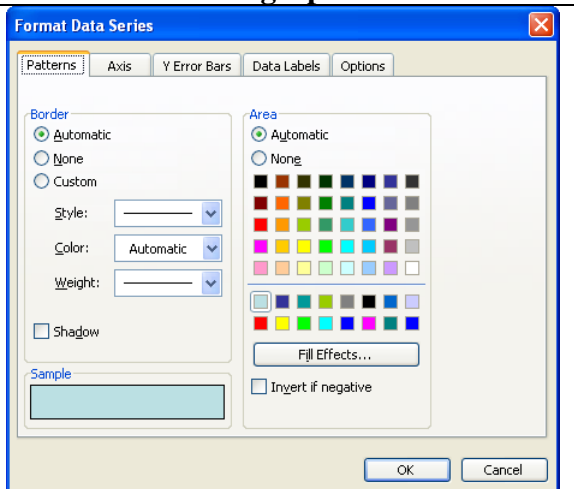 Format Data Series
Patterns Axis Y Error Bars Data Labels Options
Border
Automatic
None
Custom
Style:
Color: Automatic
Weight:
Shadow
Sample
Area
Automatic
None
Fill Effects...
Invert if negative
OK Cancel